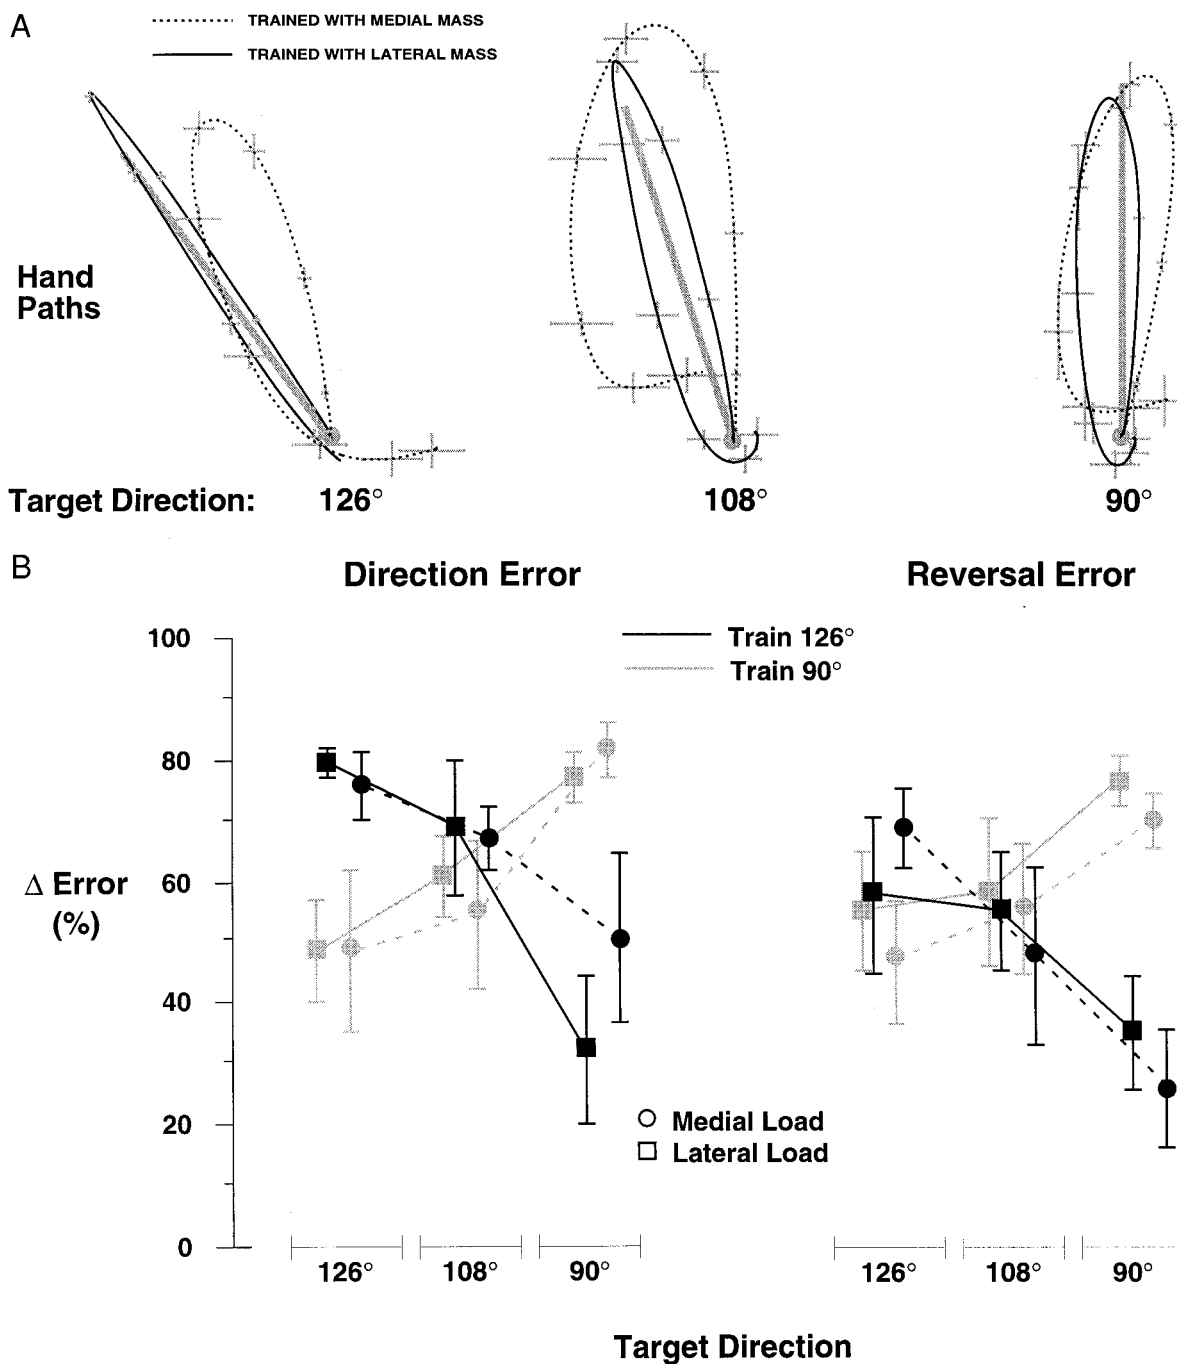 A
TRAINED WITH MEDIAL MASS
TRAINED WITH LATERAL MASS
Hand
Paths
Target Direction: 126° 108° 90°
B
Direction Error Reversal Error
Train 126°
Train 90°
100
80
60
40
20
0
Δ Error
(%)
Medial Load
Lateral Load
126° 108° 90° 126° 108° 90°
Target Direction